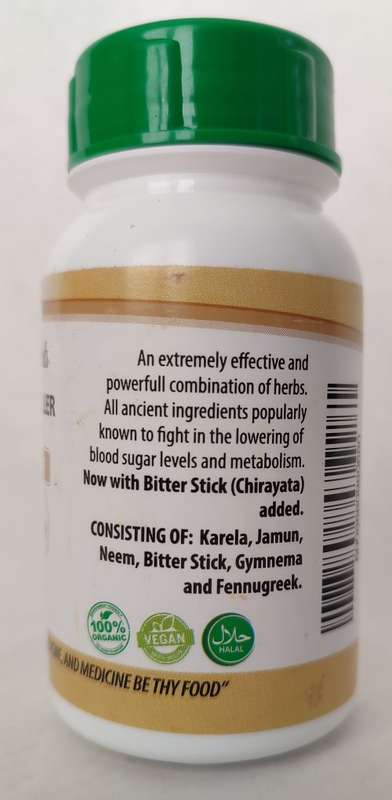 An extremely effective and
powerfull combination of herbs.
All ancient ingredients popularly
known to fight in the lowering of
blood sugar levels and metabolism.
Now with Bitter Stick (Chirayata)
added.
CONSISTING OF: Karela, Jamun,
Neem, Bitter Stick, Gymnema
and Fennugreek.
100%
ORGANIC
VEGAN
حلال
HALAL
AND MEDICINE BE THY FOOD"